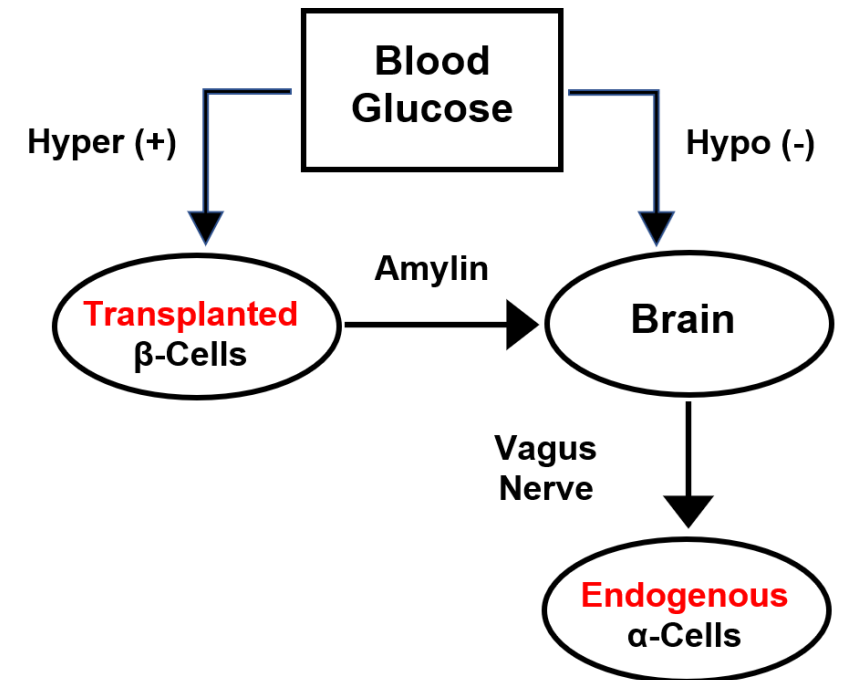 Blood
Glucose
Hyper (+)
Hypo (-)
Amylin
Transplanted
β-Cells
Brain
Vagus
Nerve
Endogenous
α-Cells